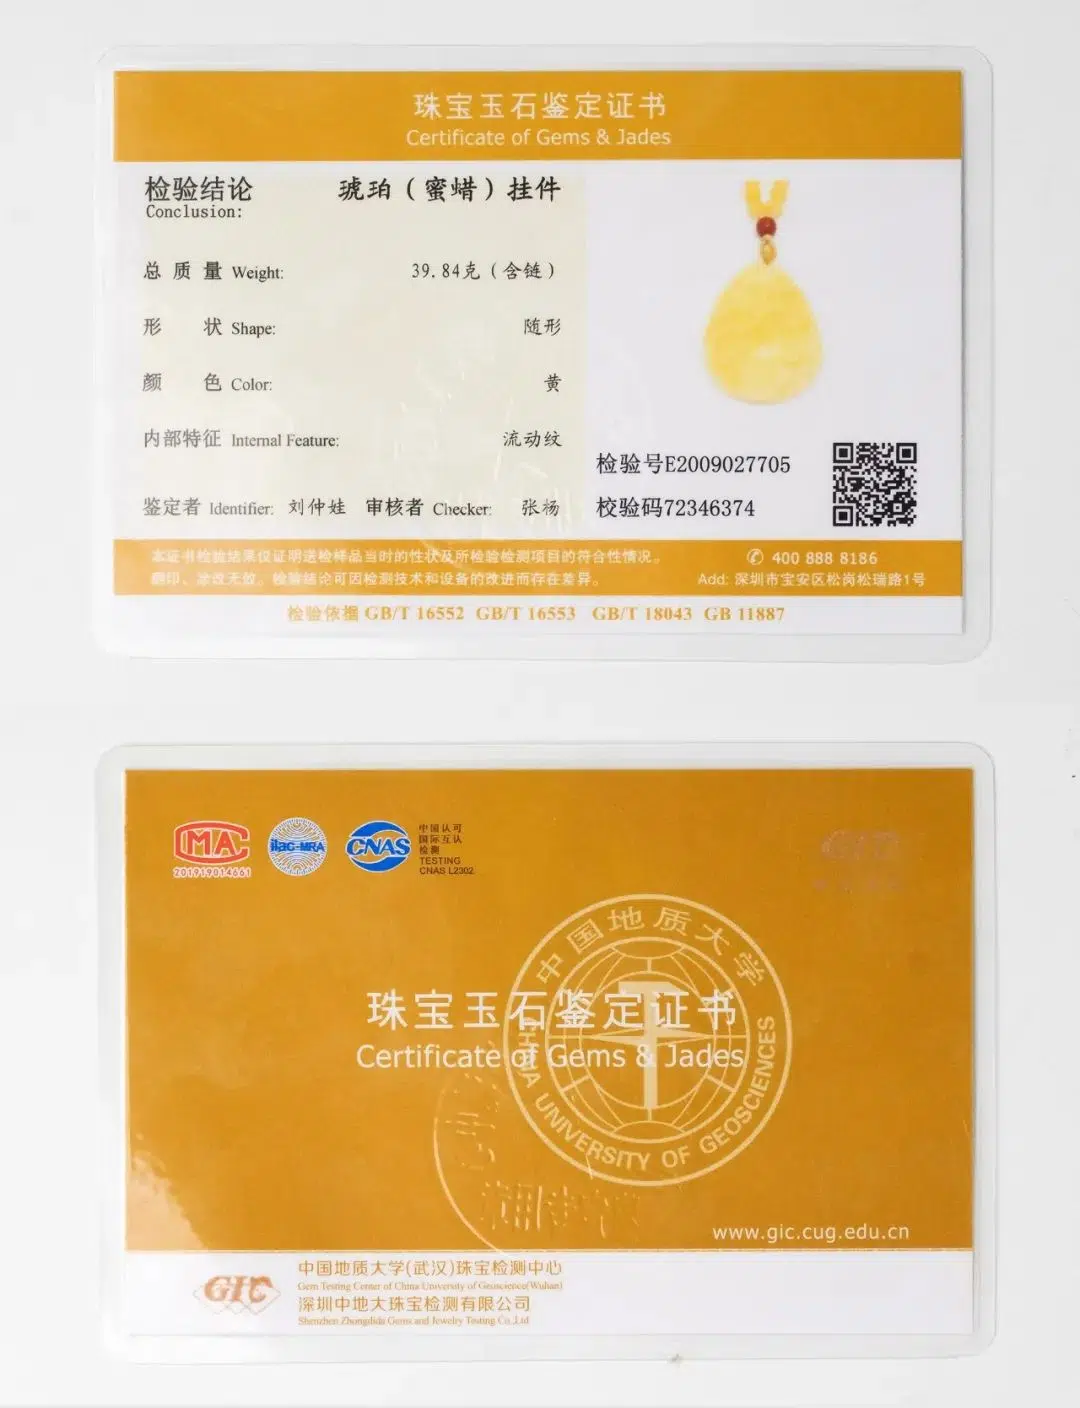 珠宝玉石鉴定证书
Certificate of Gems & Jades
检验结论 琥珀（蜜蜡）挂件
Conclusion:
总质量 Weight: 39.84克（含链）
形状 Shape: 随形
颜色 Color: 黄
内部特征 Internal Feature: 流动纹
检验号E2009027705
鉴定者 Identifier: 刘仲娃 审核者 Checker: 张杨
校验码72346374
本证书检验结果仅证明送检样品当时的性状及所检验检测项目的符合性情况。
翻印、涂改无效。检验结论可因检测技术和设备的改进而存在差异。
400 888 8186
Add: 深圳市宝安区松岗松瑞路1号
检验依据 GB/T 16552 GB/T 16553 GB/T 18043 GB 11887
MA
201919014661
ilac-MRA
CNAS
中国认可
国际互认
检测
TESTING
CNAS L2302
中国地质大学
珠宝玉石鉴定证书
Certificate of Gems & Jades
CHINA UNIVERSITY OF GEOSCIENCES
www.gic.cug.edu.cn
GIC
中国地质大学(武汉)珠宝检测中心
Gem Testing Center of China University of Geoscience(Wuhan)
深圳中地大珠宝检测有限公司
Shenzhen Zhongdida Gems and Jewelry Testing Co.,Ltd